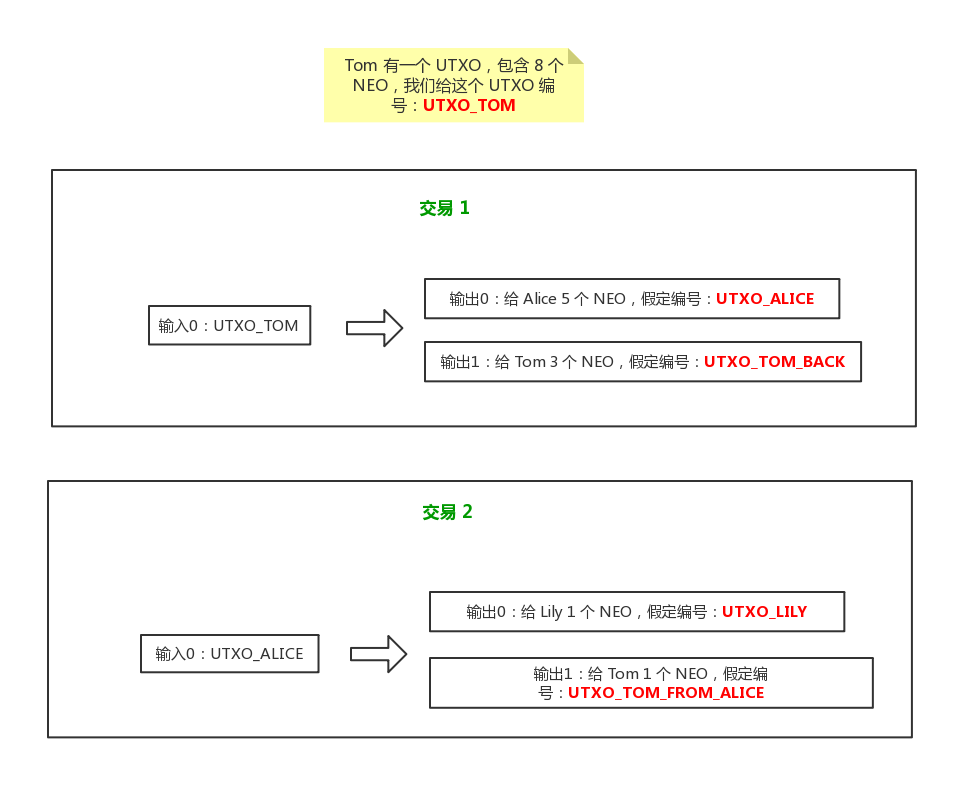 Tom 有一个 UTXO，包含 8 个
NEO，我们给这个 UTXO 编
号：UTXO_TOM
交易 1
输入0：UTXO_TOM
输出0：给 Alice 5 个 NEO，假定编号：UTXO_ALICE
输出1：给 Tom 3 个 NEO，假定编号：UTXO_TOM_BACK
交易 2
输入0：UTXO_ALICE
输出0：给 Lily 1 个 NEO，假定编号：UTXO_LILY
输出1：给 Tom 1 个 NEO，假定编
号：UTXO_TOM_FROM_ALICE